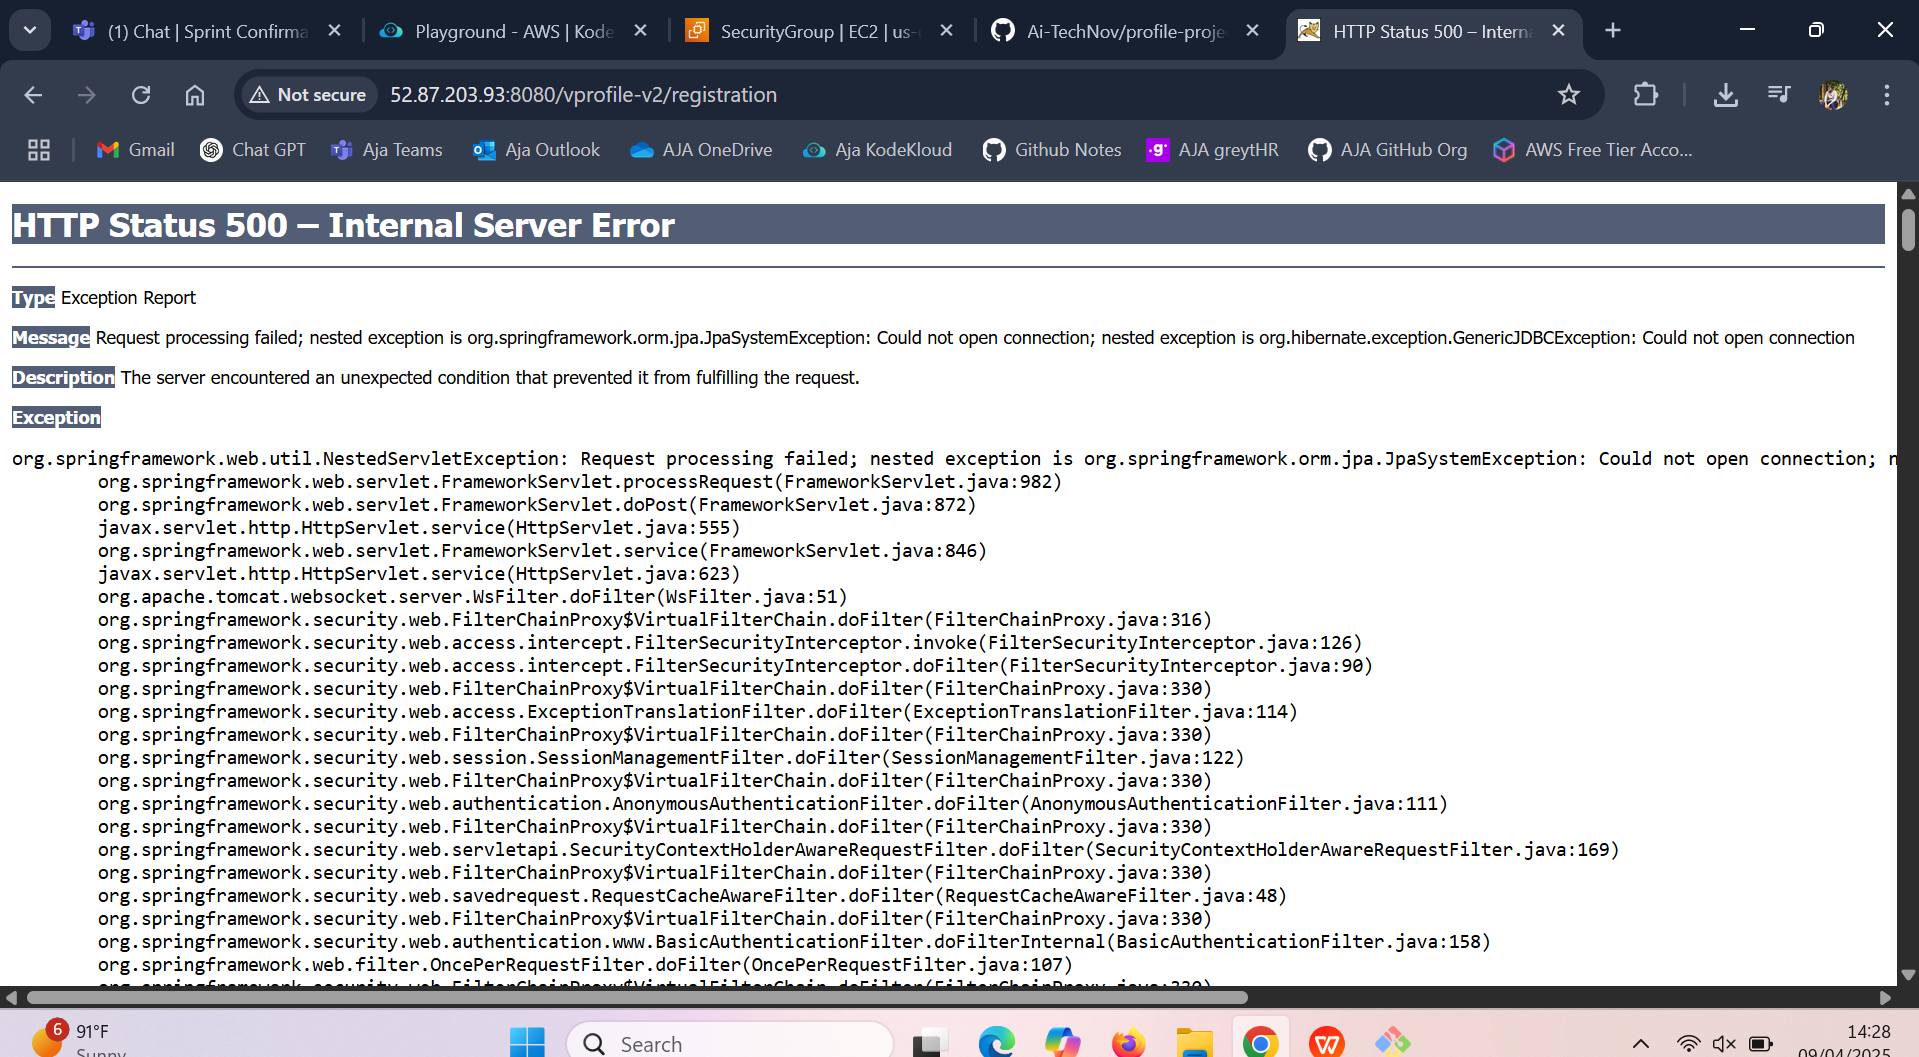 (1) Chat | Sprint Confirma
Playground - AWS | Kode
SecurityGroup | EC2 | us-
Ai-TechNov/profile-proje
HTTP Status 500 – Interna
Not secure
52.87.203.93:8080/vprofile-v2/registration
Gmail
Chat GPT
Aja Teams
Aja Outlook
AJA OneDrive
Aja KodeKloud
Github Notes
AJA greytHR
AJA GitHub Org
AWS Free Tier Acco...
HTTP Status 500 – Internal Server Error
Type Exception Report
Message Request processing failed; nested exception is org.springframework.orm.jpa.JpaSystemException: Could not open connection; nested exception is org.hibernate.exception.GenericJDBCException: Could not open connection
Description The server encountered an unexpected condition that prevented it from fulfilling the request.
Exception
org.springframework.web.util.NestedServletException: Request processing failed; nested exception is org.springframework.orm.jpa.JpaSystemException: Could not open connection; n
org.springframework.web.servlet.FrameworkServlet.processRequest(FrameworkServlet.java:982)
org.springframework.web.servlet.FrameworkServlet.doPost(FrameworkServlet.java:872)
javax.servlet.http.HttpServlet.service(HttpServlet.java:555)
org.springframework.web.servlet.FrameworkServlet.service(FrameworkServlet.java:846)
javax.servlet.http.HttpServlet.service(HttpServlet.java:623)
org.apache.tomcat.websocket.server.WsFilter.doFilter(WsFilter.java:51)
org.springframework.security.web.FilterChainProxy$VirtualFilterChain.doFilter(FilterChainProxy.java:316)
org.springframework.security.web.access.intercept.FilterSecurityInterceptor.invoke(FilterSecurityInterceptor.java:126)
org.springframework.security.web.access.intercept.FilterSecurityInterceptor.doFilter(FilterSecurityInterceptor.java:90)
org.springframework.security.web.FilterChainProxy$VirtualFilterChain.doFilter(FilterChainProxy.java:330)
org.springframework.security.web.access.ExceptionTranslationFilter.doFilter(ExceptionTranslationFilter.java:114)
org.springframework.security.web.FilterChainProxy$VirtualFilterChain.doFilter(FilterChainProxy.java:330)
org.springframework.security.web.session.SessionManagementFilter.doFilter(SessionManagementFilter.java:122)
org.springframework.security.web.FilterChainProxy$VirtualFilterChain.doFilter(FilterChainProxy.java:330)
org.springframework.security.web.authentication.AnonymousAuthenticationFilter.doFilter(AnonymousAuthenticationFilter.java:111)
org.springframework.security.web.FilterChainProxy$VirtualFilterChain.doFilter(FilterChainProxy.java:330)
org.springframework.security.web.servletapi.SecurityContextHolderAwareRequestFilter.doFilter(SecurityContextHolderAwareRequestFilter.java:169)
org.springframework.security.web.FilterChainProxy$VirtualFilterChain.doFilter(FilterChainProxy.java:330)
org.springframework.security.web.savedrequest.RequestCacheAwareFilter.doFilter(RequestCacheAwareFilter.java:48)
org.springframework.security.web.FilterChainProxy$VirtualFilterChain.doFilter(FilterChainProxy.java:330)
org.springframework.security.web.authentication.www.BasicAuthenticationFilter.doFilterInternal(BasicAuthenticationFilter.java:158)
org.springframework.web.filter.OncePerRequestFilter.doFilter(OncePerRequestFilter.java:107)
org.springframework.security.web.FilterChainProxy$VirtualFilterChain.doFilter(FilterChainProxy.java:330)
6
91°F
Sunny
Search
14:28
09/04/2025